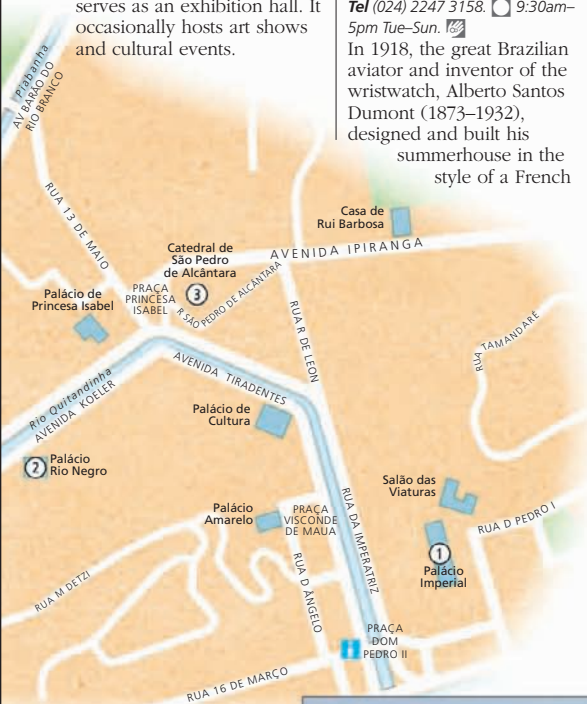 serves as an exhibition hall. It
occasionally hosts art shows
and cultural events.
Tel (024) 2247 3158. 9:30am–
5pm Tue–Sun.
In 1918, the great Brazilian
aviator and inventor of the
wristwatch, Alberto Santos
Dumont (1873–1932),
designed and built his
summerhouse in the
style of a French
Piabanha
AV BARÃO DO
RIO BRANCO
RUA 13 DE MAIO
Casa de
Rui Barbosa
AVENIDA IPIRANGA
Catedral de
São Pedro
de Alcântara
3
R SÃO PEDRO DE ALCÂNTARA
PRAÇA
PRINCESA
ISABEL
Palácio de
Princesa Isabel
RUA R DE LEON
RUA TAMANDARÉ
AVENIDA TIRADENTES
Rio Quitandinha
AVENIDA KOELER
Palácio de
Cultura
2
Palácio
Rio Negro
Salão das
Viaturas
Palácio
Amarelo
PRAÇA
VISCONDE
DE MAUA
RUA DA IMPERATRIZ
RUA D PEDRO I
1
Palácio
Imperial
RUA M DETZI
RUA D ÂNGELO
PRAÇA
DOM
PEDRO II
RUA 16 DE MARÇO